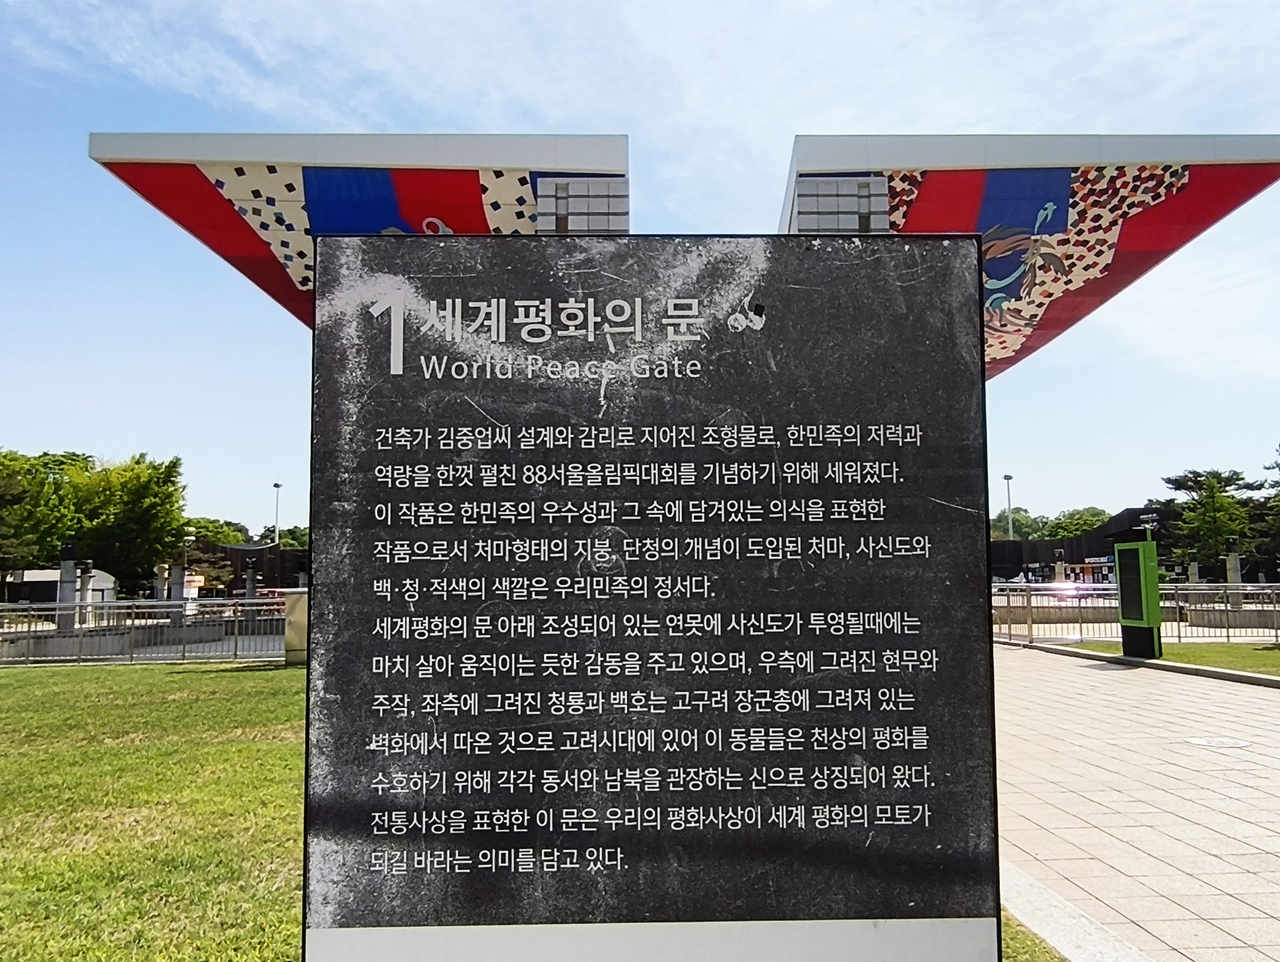 1 세계평화의 문
World Peace Gate
건축가 김중업씨 설계와 감리로 지어진 조형물로, 한민족의 저력과
역량을 한껏 펼친 88서울올림픽대회를 기념하기 위해 세워졌다.
이 작품은 한민족의 우수성과 그 속에 담겨있는 의식을 표현한
작품으로서 처마형태의 지붕, 단청의 개념이 도입된 처마, 사신도와
백·청·적색의 색깔은 우리민족의 정서다.
세계평화의 문 아래 조성되어 있는 연못에 사신도가 투영될때에는
마치 살아 움직이는 듯한 감동을 주고 있으며, 우측에 그려진 현무와
주작, 좌측에 그려진 청룡과 백호는 고구려 장군총에 그려져 있는
벽화에서 따온 것으로 고려시대에 있어 이 동물들은 천상의 평화를
수호하기 위해 각각 동서와 남북을 관장하는 신으로 상징되어 왔다.
전통사상을 표현한 이 문은 우리의 평화사상이 세계 평화의 모토가
되길 바라는 의미를 담고 있다.